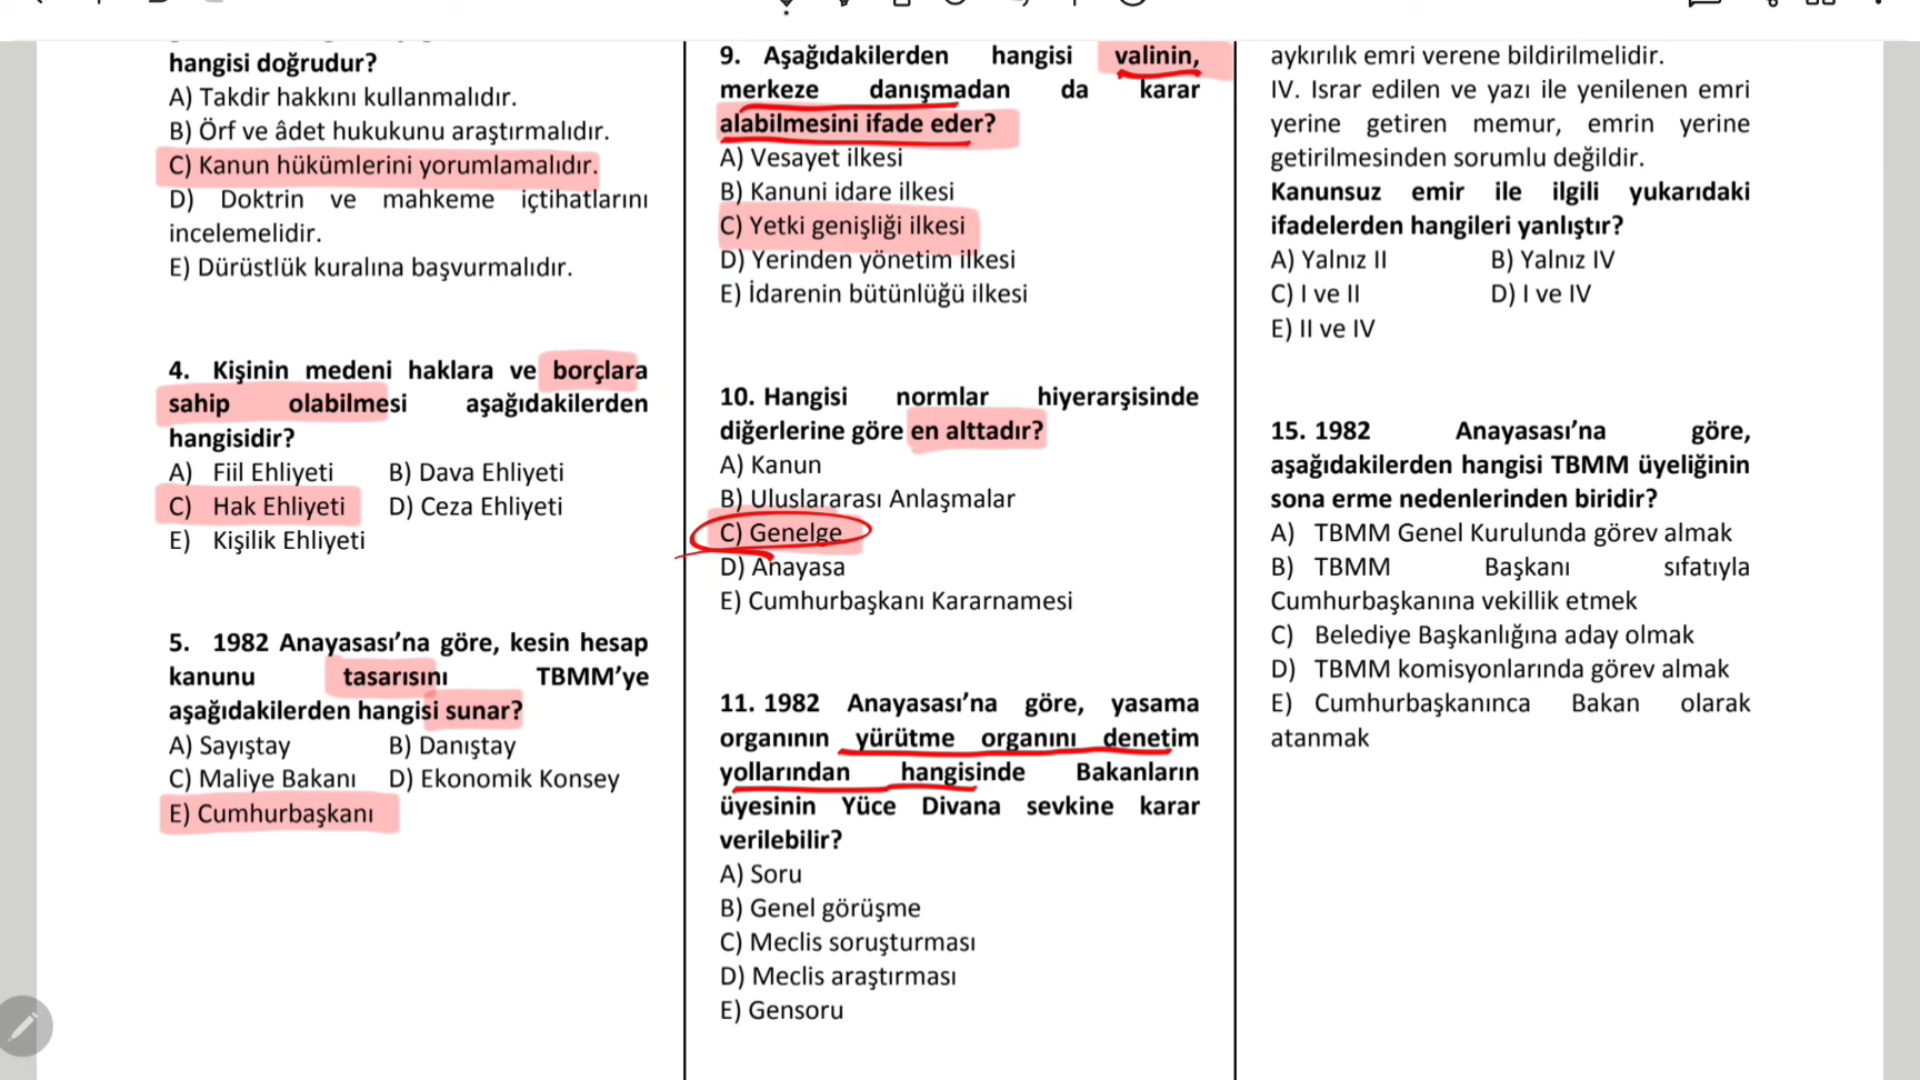 hangisi doğrudur?
A) Takdir hakkını kullanmalıdır.
B) Örf ve âdet hukukunu araştırmalıdır.
C) Kanun hükümlerini yorumlamalıdır.
D) Doktrin ve mahkeme içtihatlarını
incelemelidir.
E) Dürüstlük kuralına başvurmalıdır.
4. Kişinin medeni haklara ve borçlara
sahip olabilmesi aşağıdakilerden
hangisidir?
A) Fiil Ehliyeti B) Dava Ehliyeti
C) Hak Ehliyeti D) Ceza Ehliyeti
E) Kişilik Ehliyeti
5. 1982 Anayasası’na göre, kesin hesap
kanunu tasarısını TBMM’ye
aşağıdakilerden hangisi sunar?
A) Sayıştay B) Danıştay
C) Maliye Bakanı D) Ekonomik Konsey
E) Cumhurbaşkanı
9. Aşağıdakilerden hangisi valinin,
merkeze danışmadan da karar
alabilmesini ifade eder?
A) Vesayet ilkesi
B) Kanuni idare ilkesi
C) Yetki genişliği ilkesi
D) Yerinden yönetim ilkesi
E) İdarenin bütünlüğü ilkesi
10. Hangisi normlar hiyerarşisinde
diğerlerine göre en alttadır?
A) Kanun
B) Uluslararası Anlaşmalar
C) Genelge
D) Anayasa
E) Cumhurbaşkanı Kararnamesi
11. 1982 Anayasası’na göre, yasama
organının yürütme organını denetim
yollarından hangisinde Bakanların
üyesinin Yüce Divana sevkine karar
verilebilir?
A) Soru
B) Genel görüşme
C) Meclis soruşturması
D) Meclis araştırması
E) Gensoru
aykırılık emri verene bildirilmelidir.
IV. Israr edilen ve yazı ile yenilenen emri
yerine getiren memur, emrin yerine
getirilmesinden sorumlu değildir.
Kanunsuz emir ile ilgili yukarıdaki
ifadelerden hangileri yanlıştır?
A) Yalnız II B) Yalnız IV
C) I ve II D) I ve IV
E) II ve IV
15. 1982 Anayasası’na göre,
aşağıdakilerden hangisi TBMM üyeliğinin
sona erme nedenlerinden biridir?
A) TBMM Genel Kurulunda görev almak
B) TBMM Başkanı sıfatıyla
Cumhurbaşkanına vekillik etmek
C) Belediye Başkanlığına aday olmak
D) TBMM komisyonlarında görev almak
E) Cumhurbaşkanınca Bakan olarak
atanmak